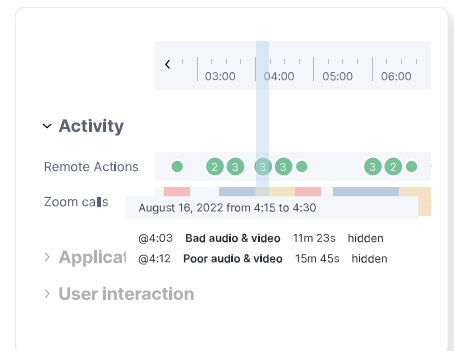 03:00 04:00 05:00 06:00
Activity
Remote Actions 2 3 3 3 3 2
Zoom calls
August 16, 2022 from 4:15 to 4:30
@4:03 Bad audio & video 11m 23s hidden
@4:12 Poor audio & video 15m 45s hidden
User interaction